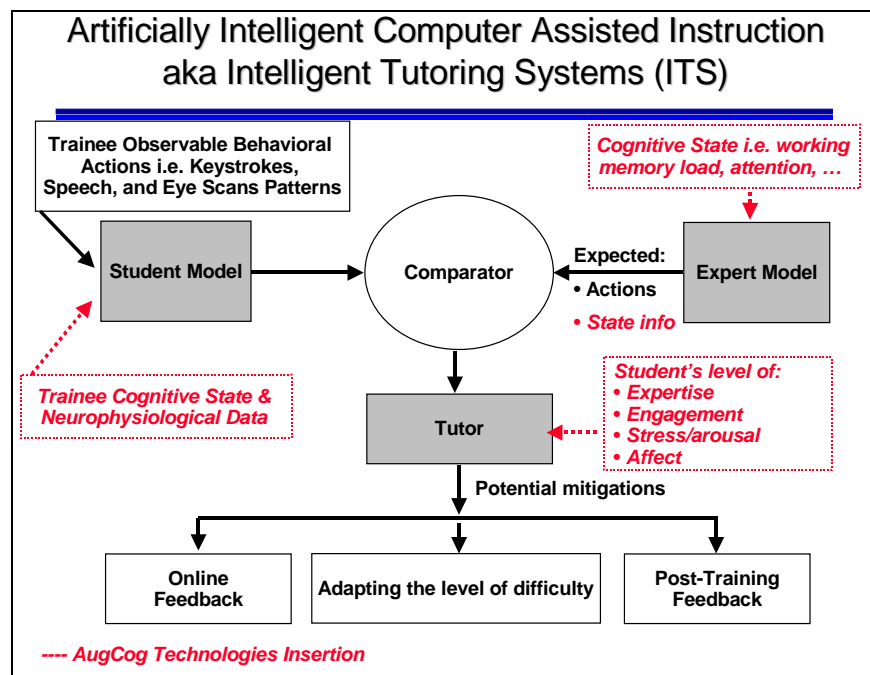 Artificially Intelligent Computer Assisted Instruction
aka Intelligent Tutoring Systems (ITS)
Trainee Observable Behavioral
Actions i.e. Keystrokes,
Speech, and Eye Scans Patterns
Cognitive State i.e. working
memory load, attention, …
Student Model
Comparator
Expected:
• Actions
• State info
Expert Model
Trainee Cognitive State &
Neurophysiological Data
Tutor
Student’s level of:
• Expertise
• Engagement
• Stress/arousal
• Affect
Potential mitigations
Online
Feedback
Adapting the level of difficulty
Post-Training
Feedback
---- AugCog Technologies Insertion